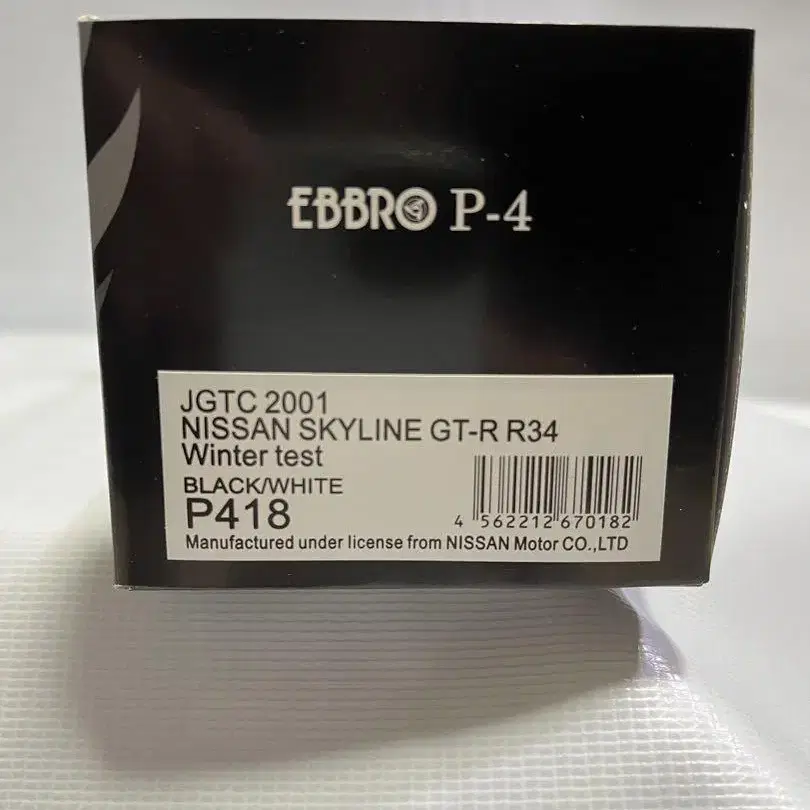 EBBRO P-4
JGTC 2001
NISSAN SKYLINE GT-R R34
Winter test
BLACK/WHITE
P418
4 562212 670182
Manufactured under license from NISSAN Motor CO.,LTD